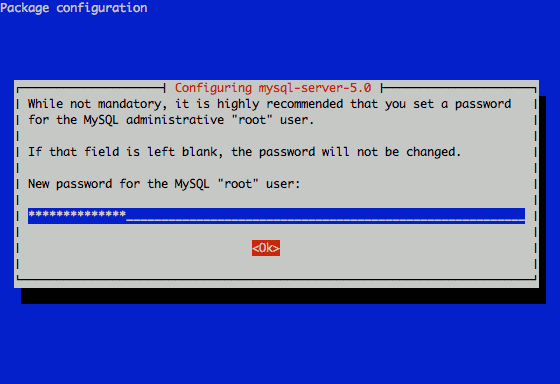 Package configuration
Configuring mysql-server-5.0
While not mandatory, it is highly recommended that you set a password
for the MySQL administrative "root" user.
If that field is left blank, the password will not be changed.
New password for the MySQL "root" user:
**************
<Ok>